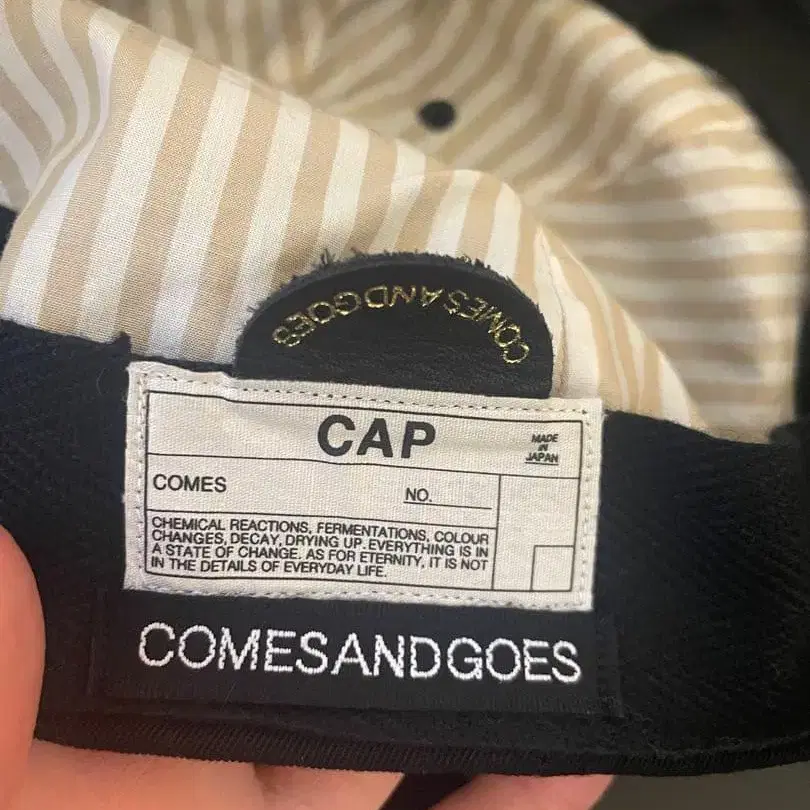 COMESANDGOES
CAP
MADE
IN
JAPAN
COMES
NO.
CHEMICAL REACTIONS, FERMENTATIONS, COLOUR
CHANGES, DECAY, DRYING UP. EVERYTHING IS IN
A STATE OF CHANGE. AS FOR ETERNITY, IT IS NOT
IN THE DETAILS OF EVERYDAY LIFE.
COMESANDGOES